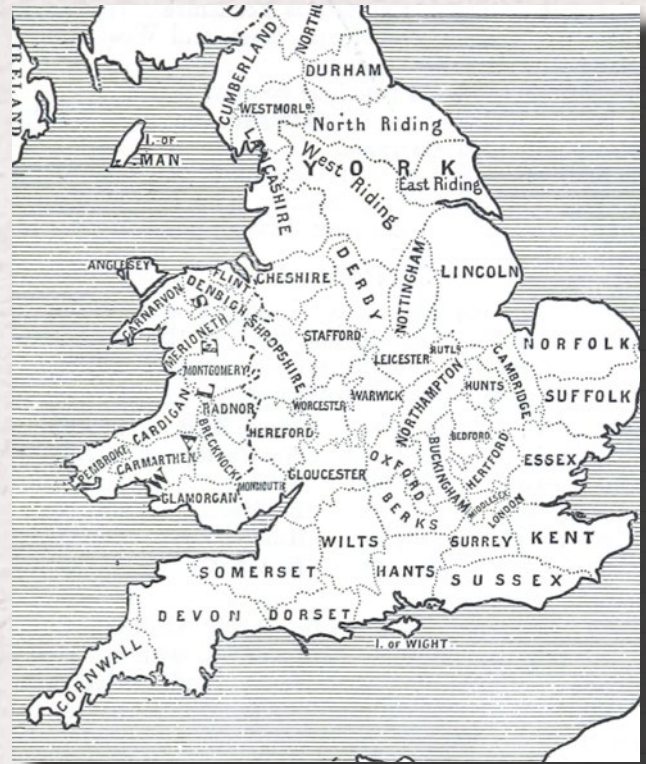 CUMBERLAND
DURHAM
IRELAND
WESTMORLD
North Riding
I. OF
MAN
LANCASHIRE
YORK
West Riding
East Riding
ANGLESEY
FLINT
CHESHIRE
DERBY
NOTTINGHAM
LINCOLN
CARNARVON
DENBIGH
MERIONETH
SHROPSHIRE
STAFFORD
LEICESTER
RUTLD
NORFOLK
MONTGOMERY
WALES
CAMBRIDGE
HUNTS
NORTHAMPTON
SUFFOLK
RADNOR
WORCESTER
WARWICK
CARDIGAN
HEREFORD
BEDFORD
PEMBROKE
CARMARTHEN
BRECKNOCK
BUCKINGHAM
HERTFORD
ESSEX
OXFORD
GLOUCESTER
GLAMORGAN
MONMOUTH
MIDDLESEX
LONDON
BERKS
WILTS
SURREY
KENT
SOMERSET
HANTS
SUSSEX
DEVON
DORSET
I. OF WIGHT
CORNWALL